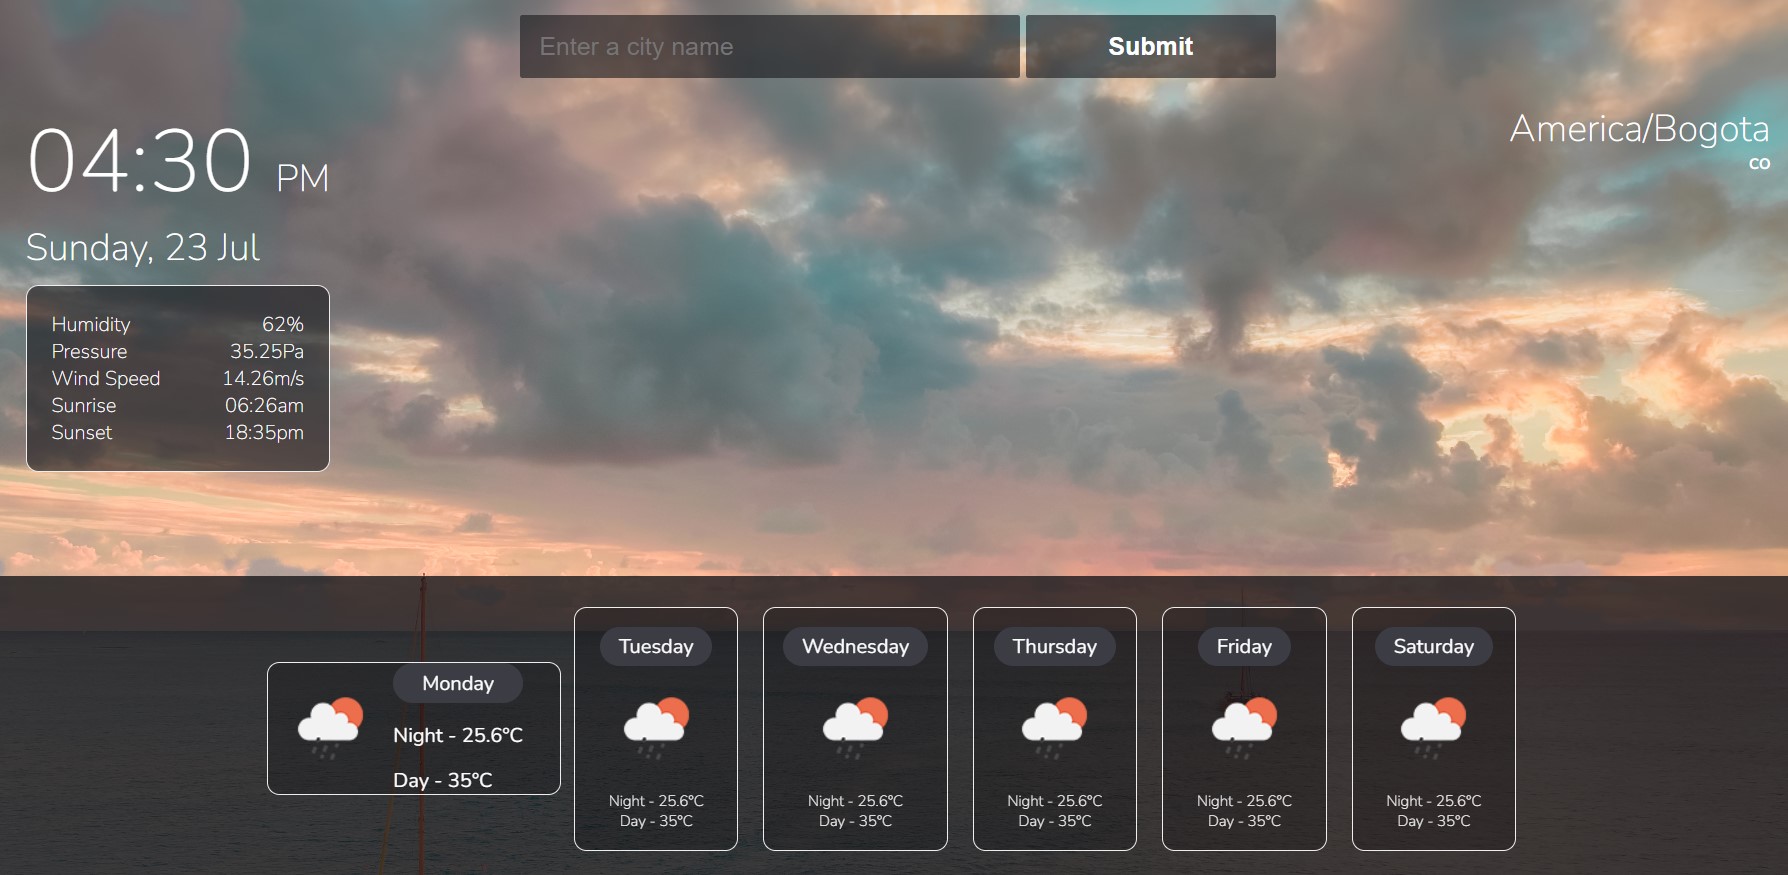 Enter a city name
Submit
04:30 PM
America/Bogota
CO
Sunday, 23 Jul
Humidity 62%
Pressure 35.25Pa
Wind Speed 14.26m/s
Sunrise 06:26am
Sunset 18:35pm
Monday
Night - 25.6°C
Day - 35°C
Tuesday
Night - 25.6°C
Day - 35°C
Wednesday
Night - 25.6°C
Day - 35°C
Thursday
Night - 25.6°C
Day - 35°C
Friday
Night - 25.6°C
Day - 35°C
Saturday
Night - 25.6°C
Day - 35°C